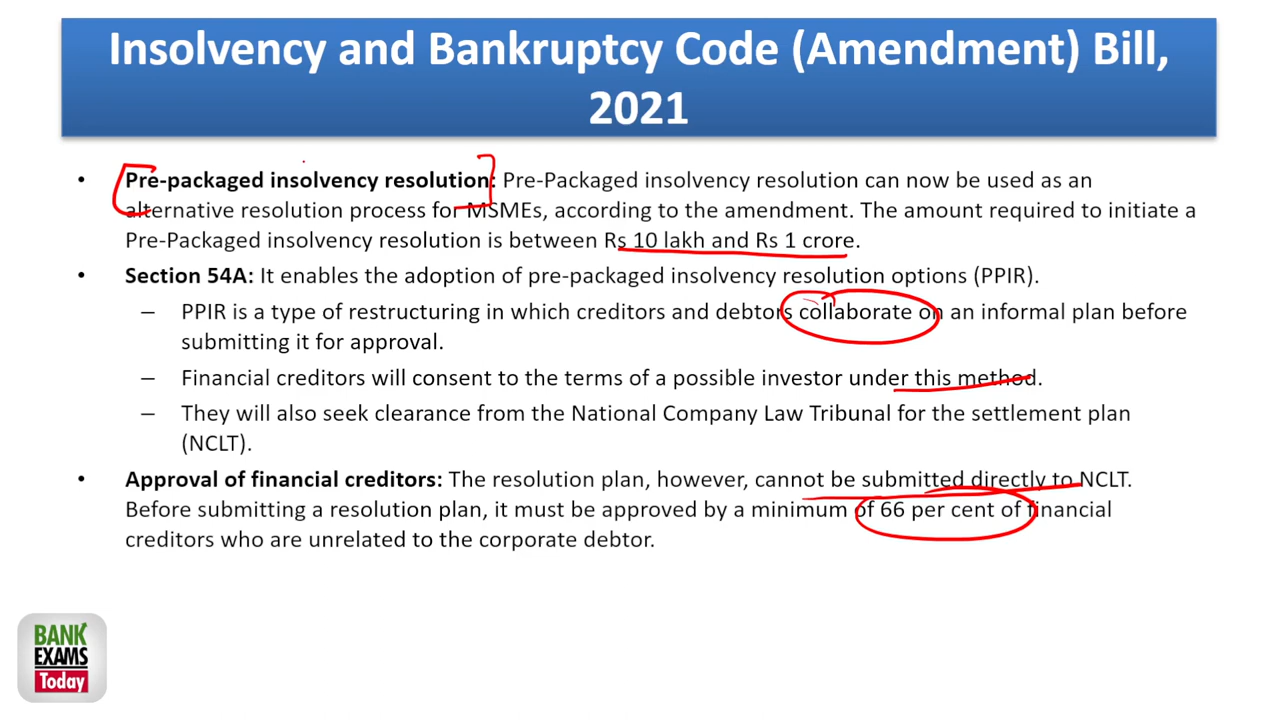 Insolvency and Bankruptcy Code (Amendment) Bill,
2021
• Pre-packaged insolvency resolution: Pre-Packaged insolvency resolution can now be used as an
alternative resolution process for MSMEs, according to the amendment. The amount required to initiate a
Pre-Packaged insolvency resolution is between Rs 10 lakh and Rs 1 crore.
• Section 54A: It enables the adoption of pre-packaged insolvency resolution options (PPIR).
– PPIR is a type of restructuring in which creditors and debtors collaborate on an informal plan before
submitting it for approval.
– Financial creditors will consent to the terms of a possible investor under this method.
– They will also seek clearance from the National Company Law Tribunal for the settlement plan
(NCLT).
• Approval of financial creditors: The resolution plan, however, cannot be submitted directly to NCLT.
Before submitting a resolution plan, it must be approved by a minimum of 66 per cent of financial
creditors who are unrelated to the corporate debtor.
BANK
EXAMS
Today